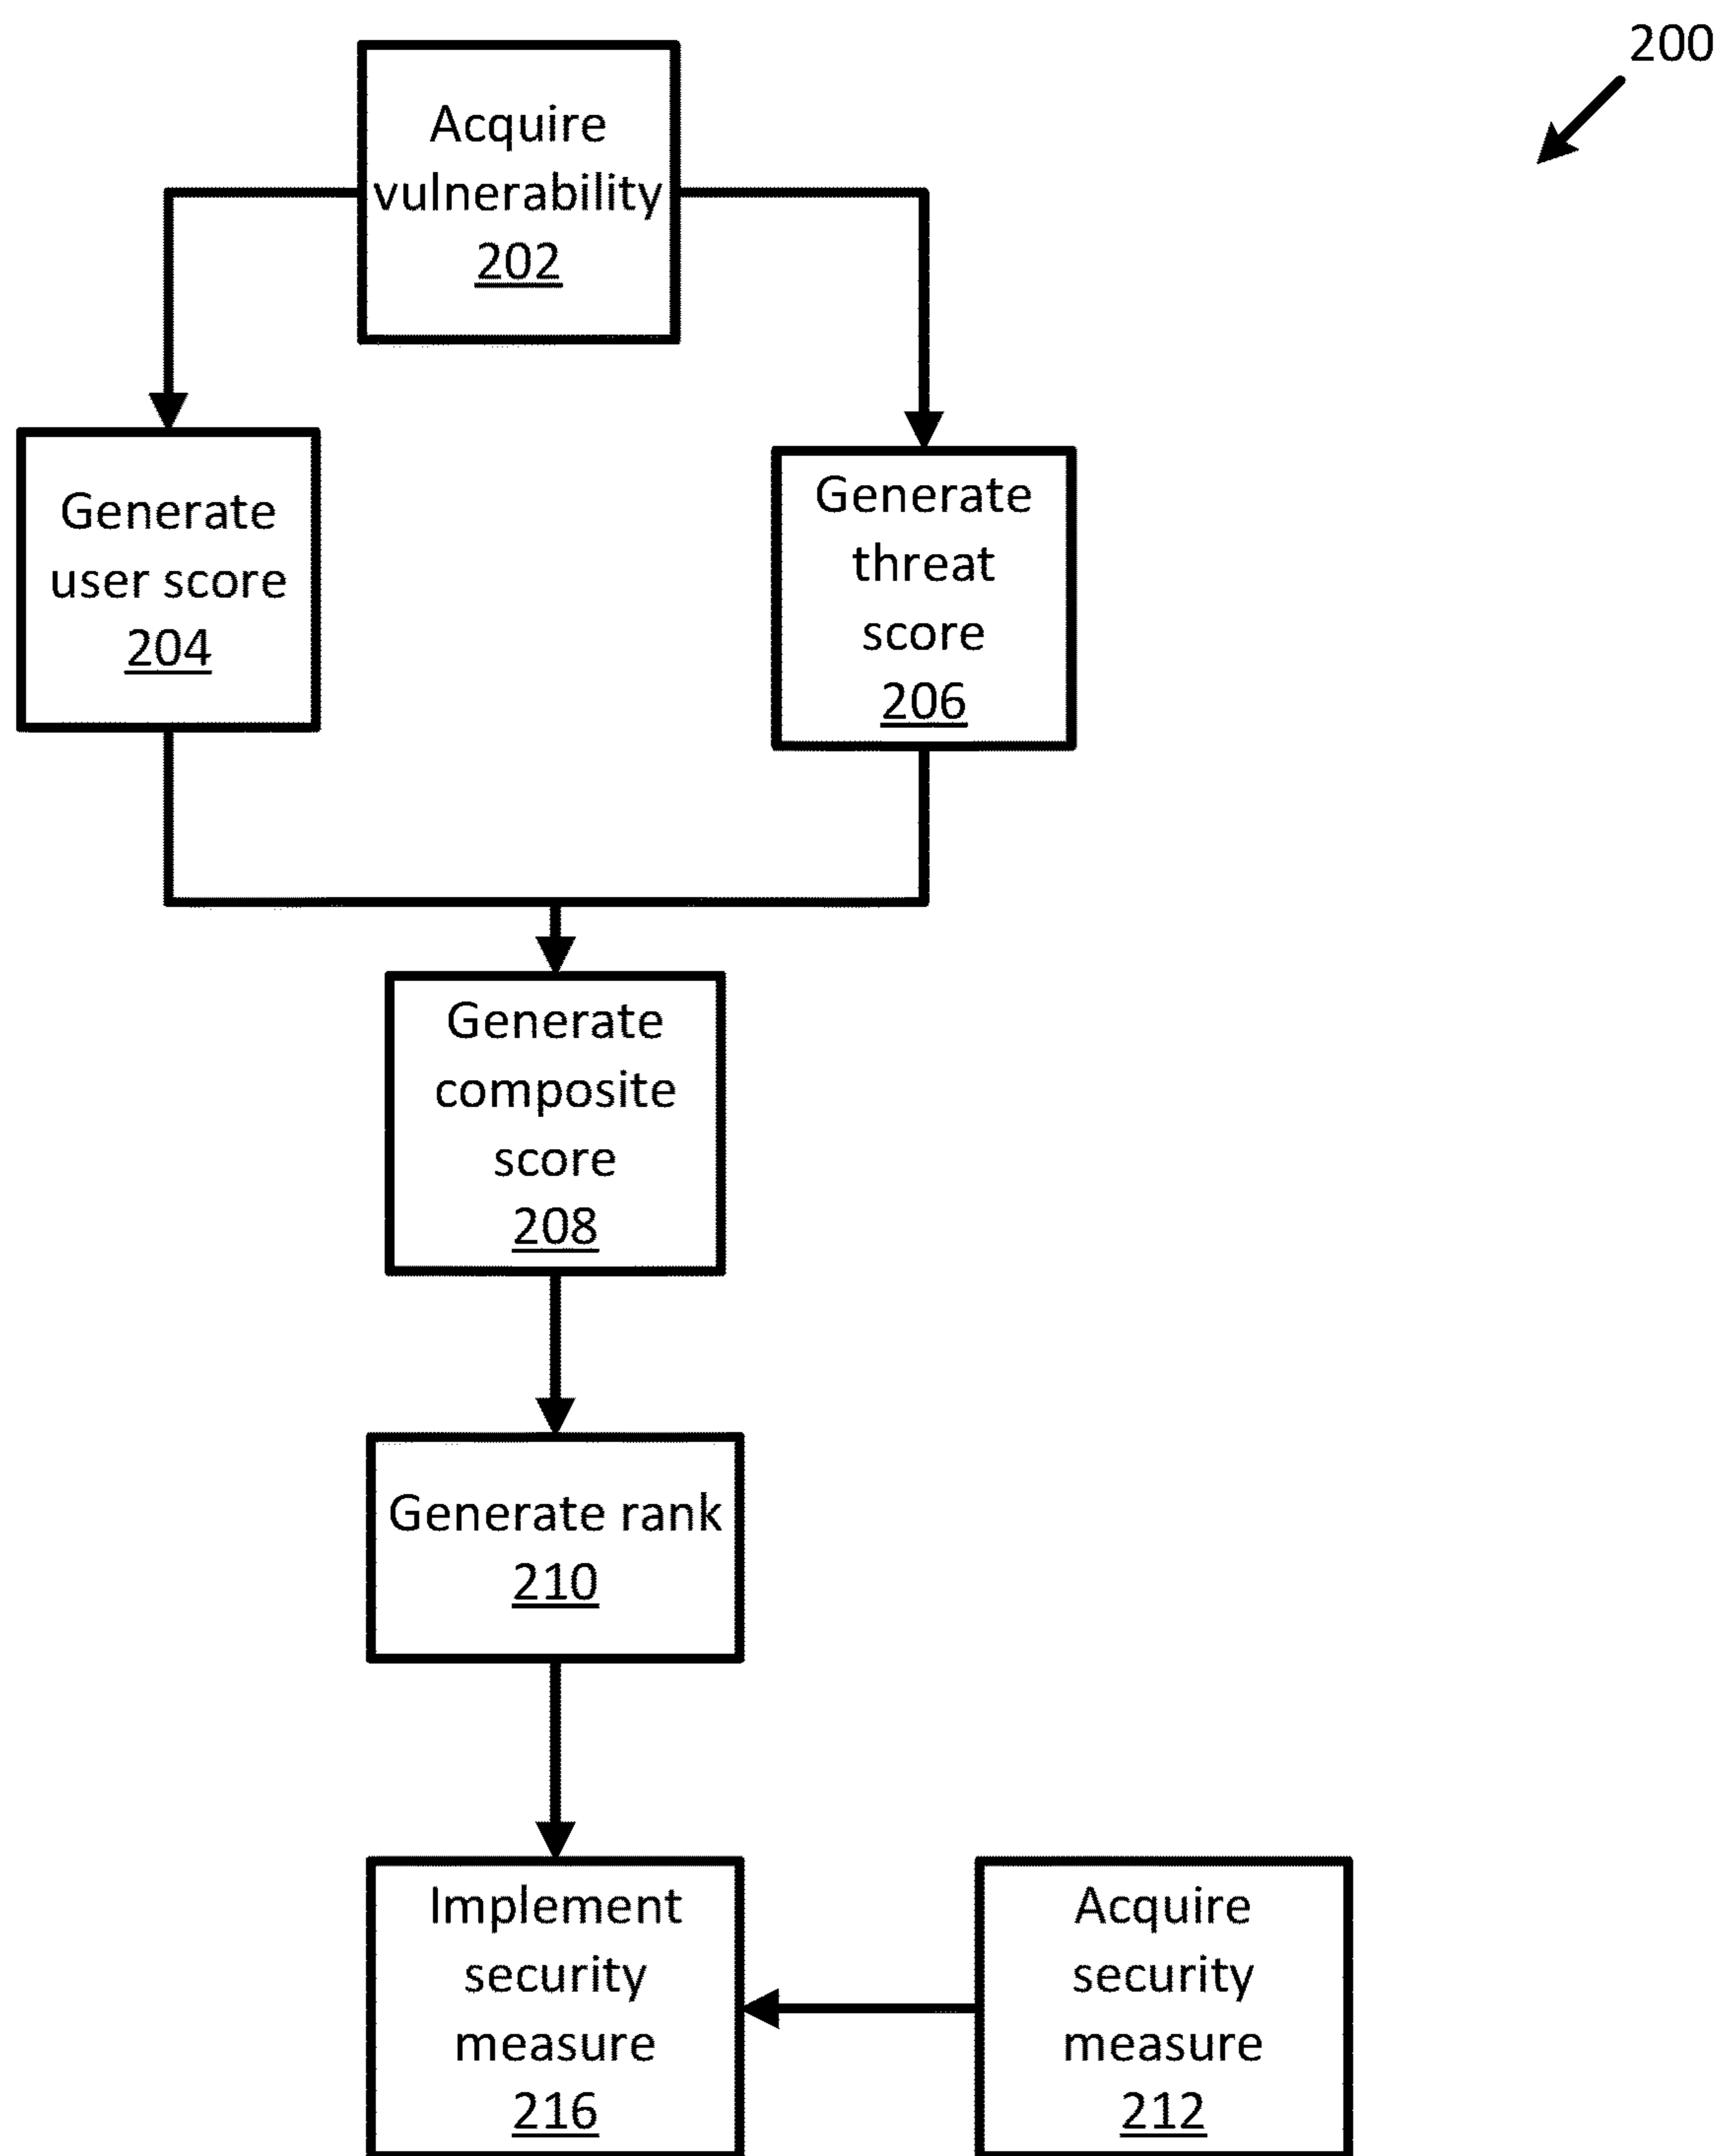 200
Acquire
vulnerability
202
Generate
user score
204
Generate
threat
score
206
Generate
composite
score
208
Generate rank
210
Implement
security
measure
216
Acquire
security
measure
212